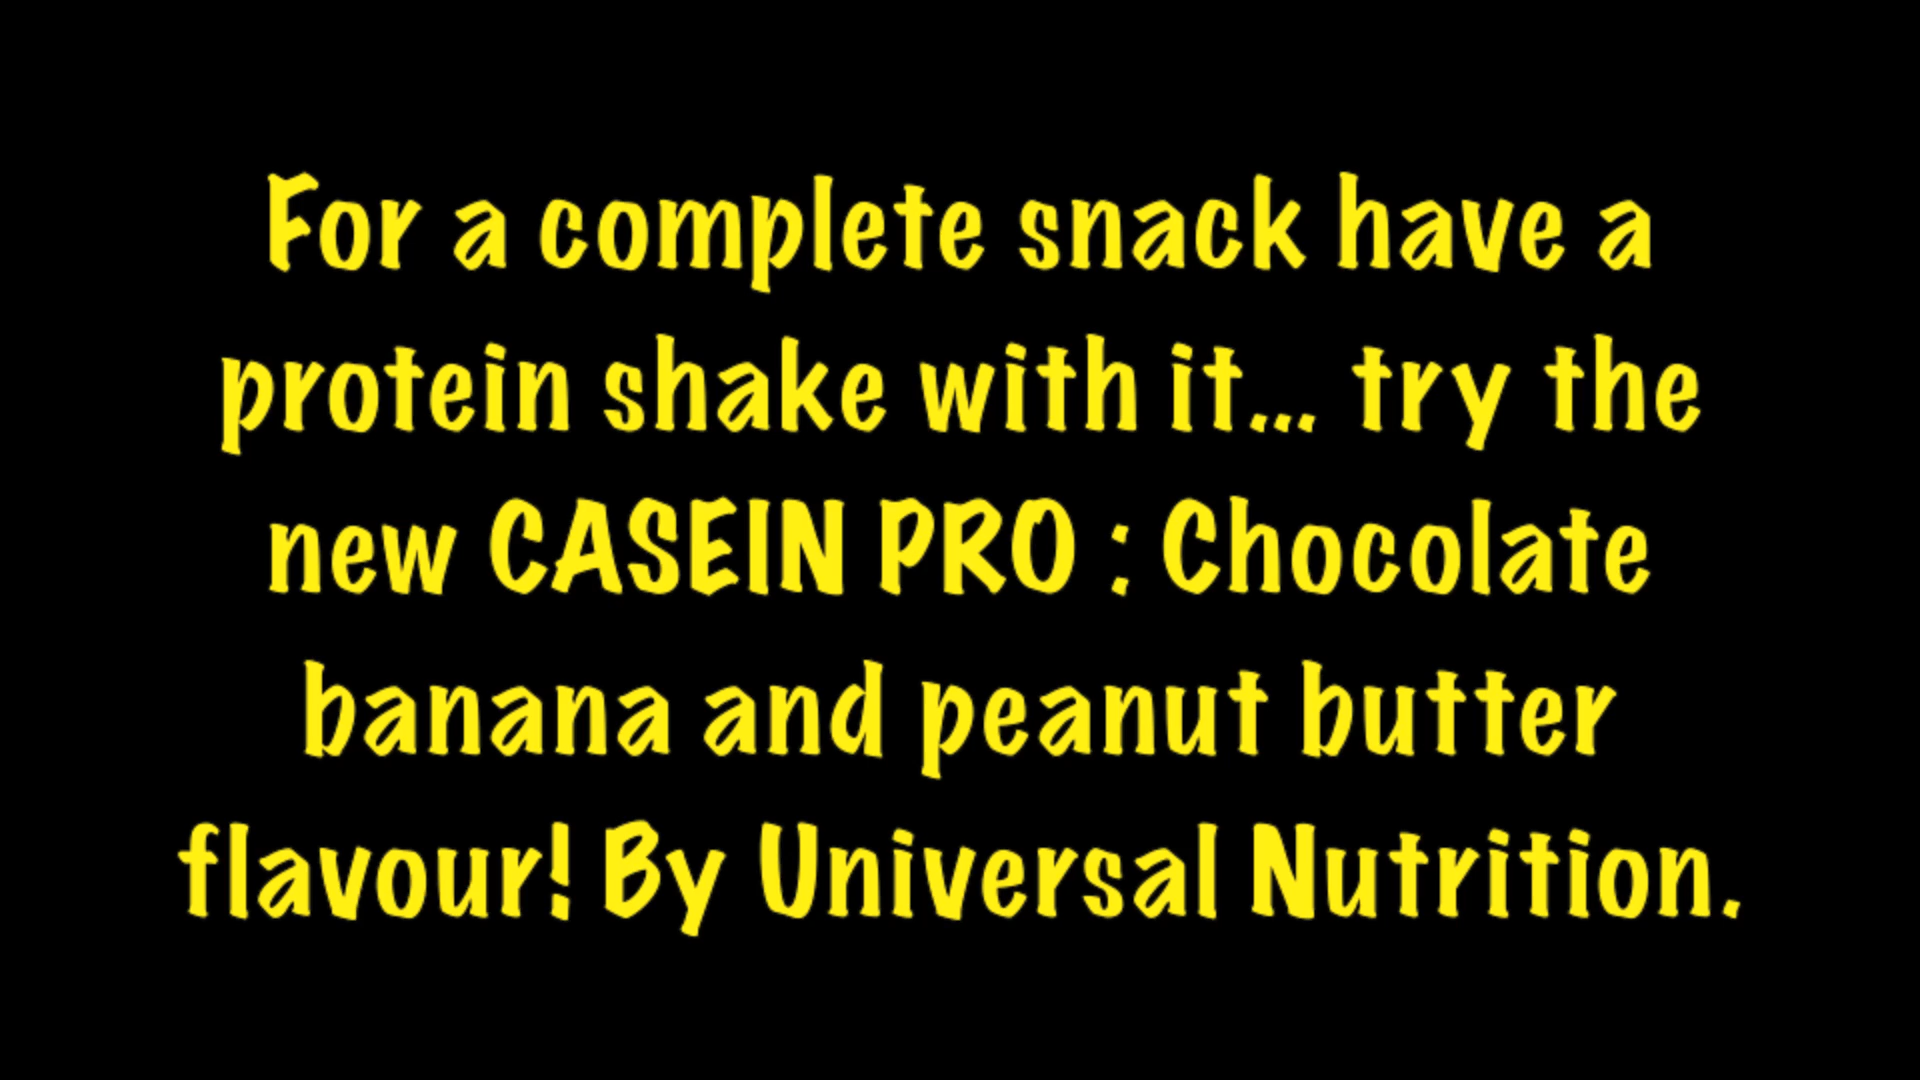 For a complete snack have a
protein shake with it... try the
new CASEIN PRO : Chocolate
banana and peanut butter
flavour! By Universal Nutrition.